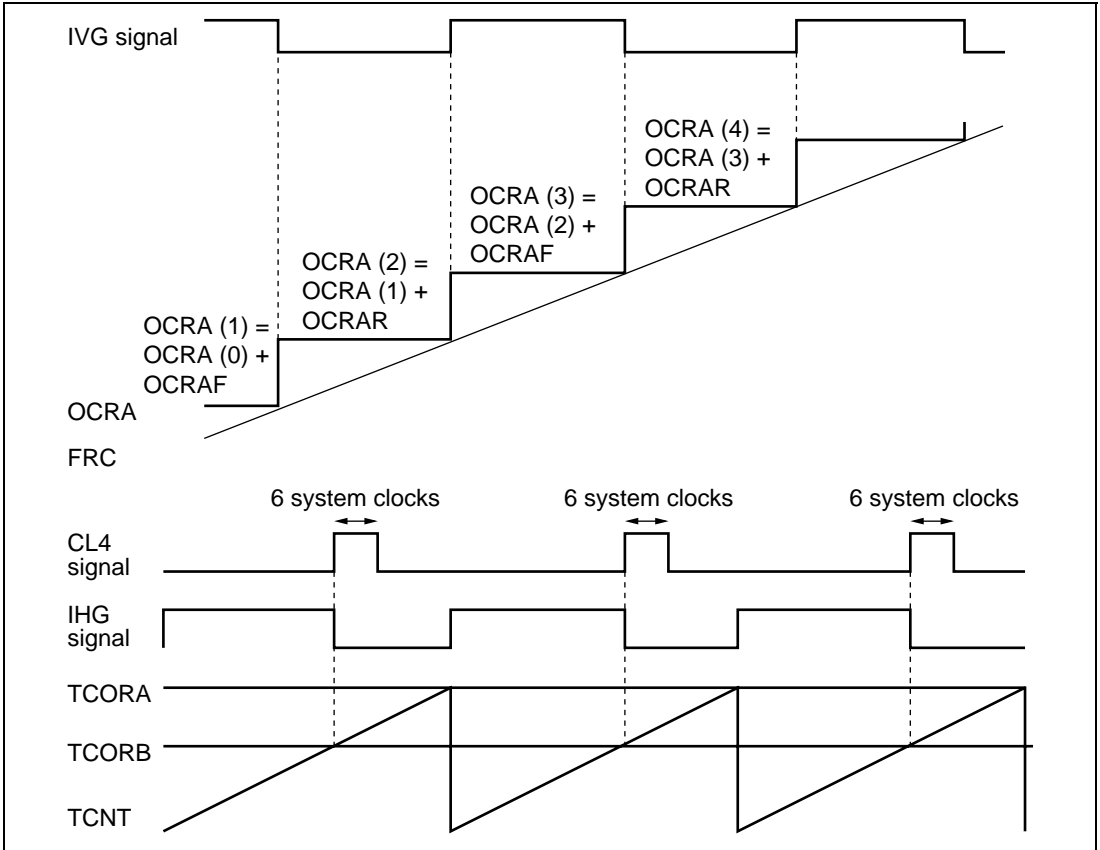 IVG signal
OCRA (4) =
OCRA (3) +
OCRAR
OCRA (3) =
OCRA (2) +
OCRAF
OCRA (2) =
OCRA (1) +
OCRAR
OCRA (1) =
OCRA (0) +
OCRAF
OCRA
FRC
6 system clocks
6 system clocks
6 system clocks
CL4
signal
IHG
signal
TCORA
TCORB
TCNT